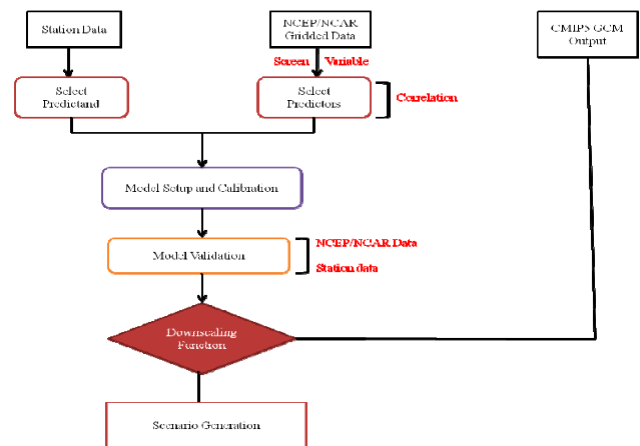 Station Data
NCEP/NCAR
Gridded Data
CMIP5 GCM
Output
Screen Variable
Select
Predictand
Select
Predictors
Correlation
Model Setup and Calibration
Model Validation
NCEP/NCAR Data
Station data
Downscaling
Function
Scenario Generation